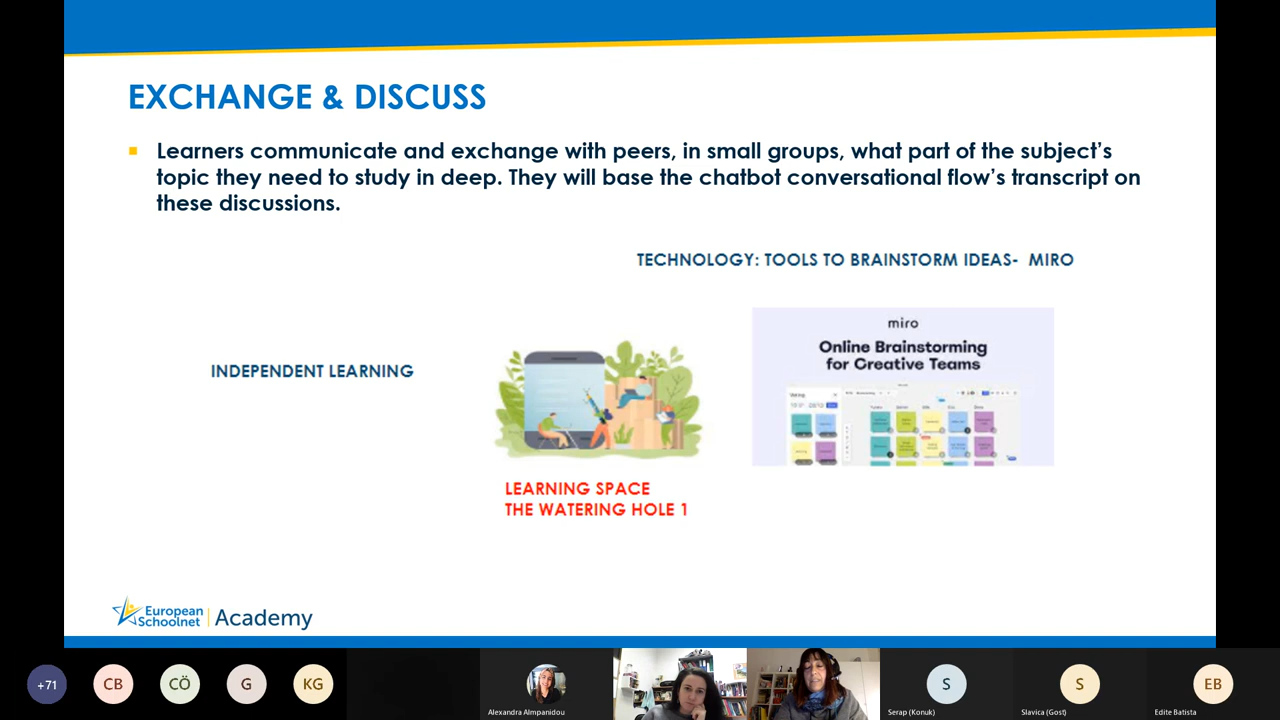 EXCHANGE & DISCUSS
Learners communicate and exchange with peers, in small groups, what part of the subject's
topic they need to study in deep. They will base the chatbot conversational flow's transcript on
these discussions.
TECHNOLOGY: TOOLS TO BRAINSTORM IDEAS- MIRO
miro
Online Brainstorming
for Creative Teams
INDEPENDENT LEARNING
LEARNING SPACE
THE WATERING HOLE 1
European
Schoolnet
Academy
+71
CB
CÖ
G
KG
Alexandra Almpanidou
S
Serap (Konuk)
S
Slavica (Gost)
EB
Edite Batista